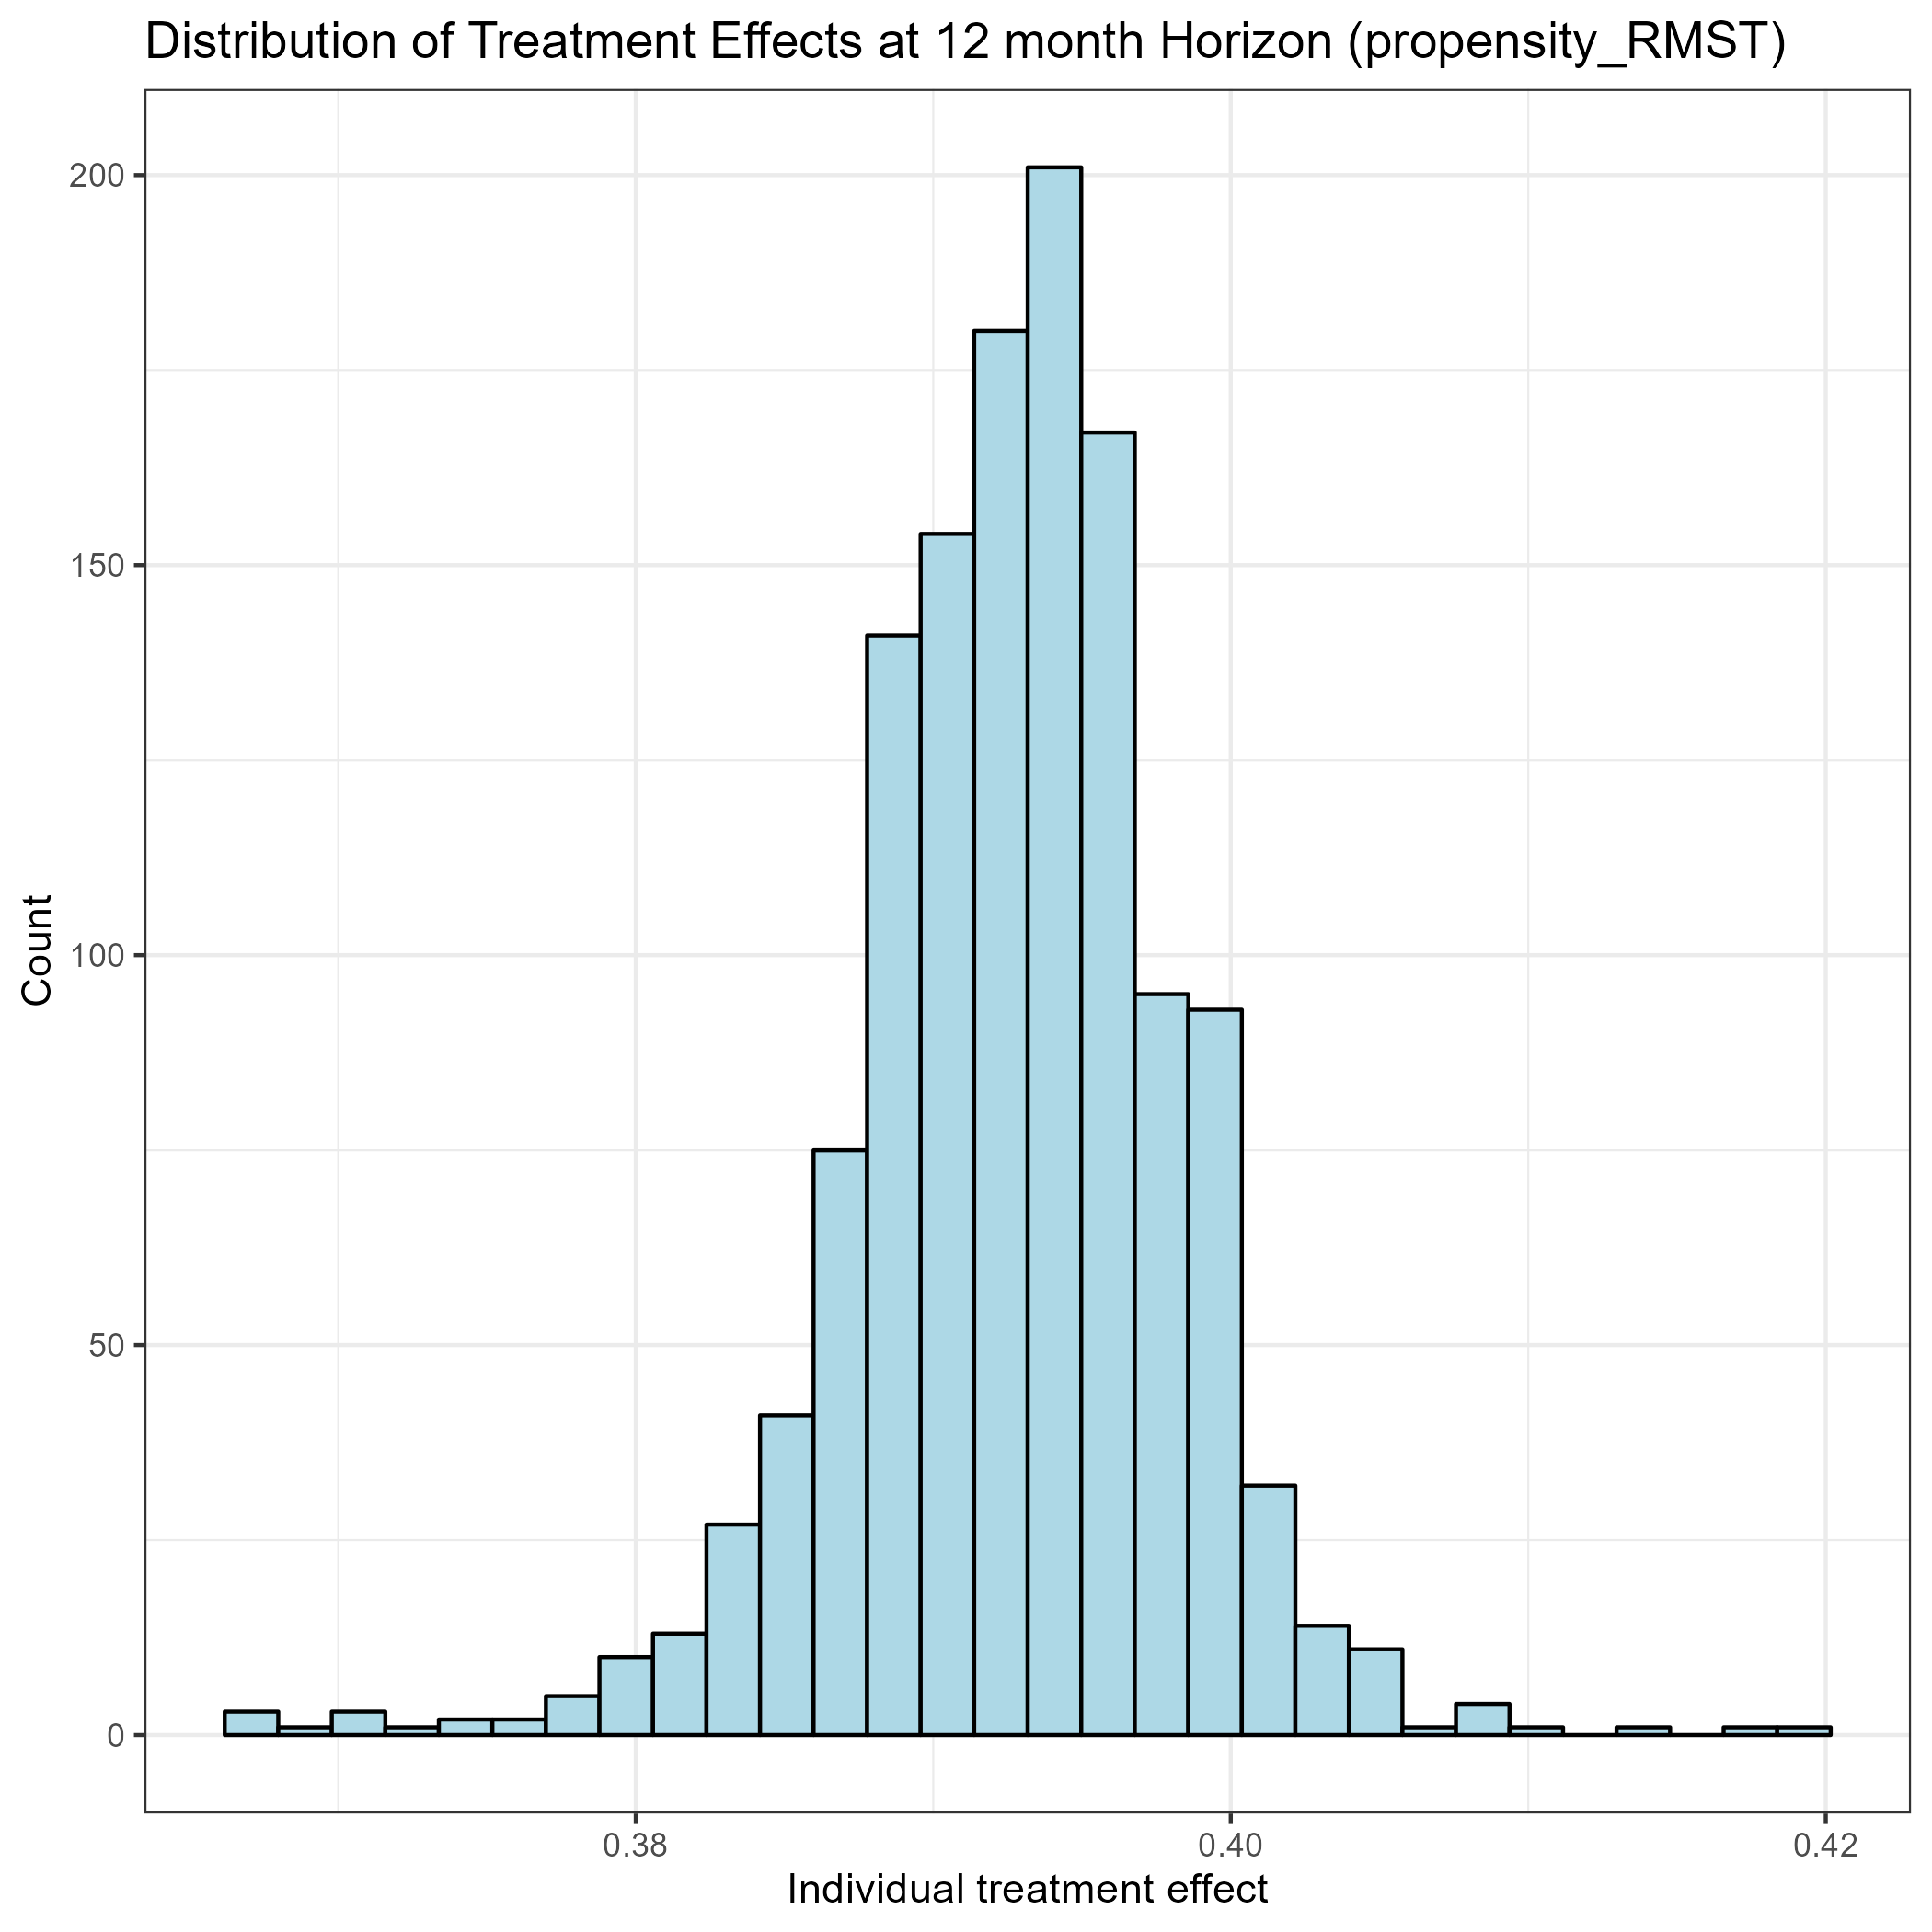 Distribution of Treatment Effects at 12 month Horizon (propensity_RMST)
200
150
100
50
0
Count
0.38
0.40
0.42
Individual treatment effect